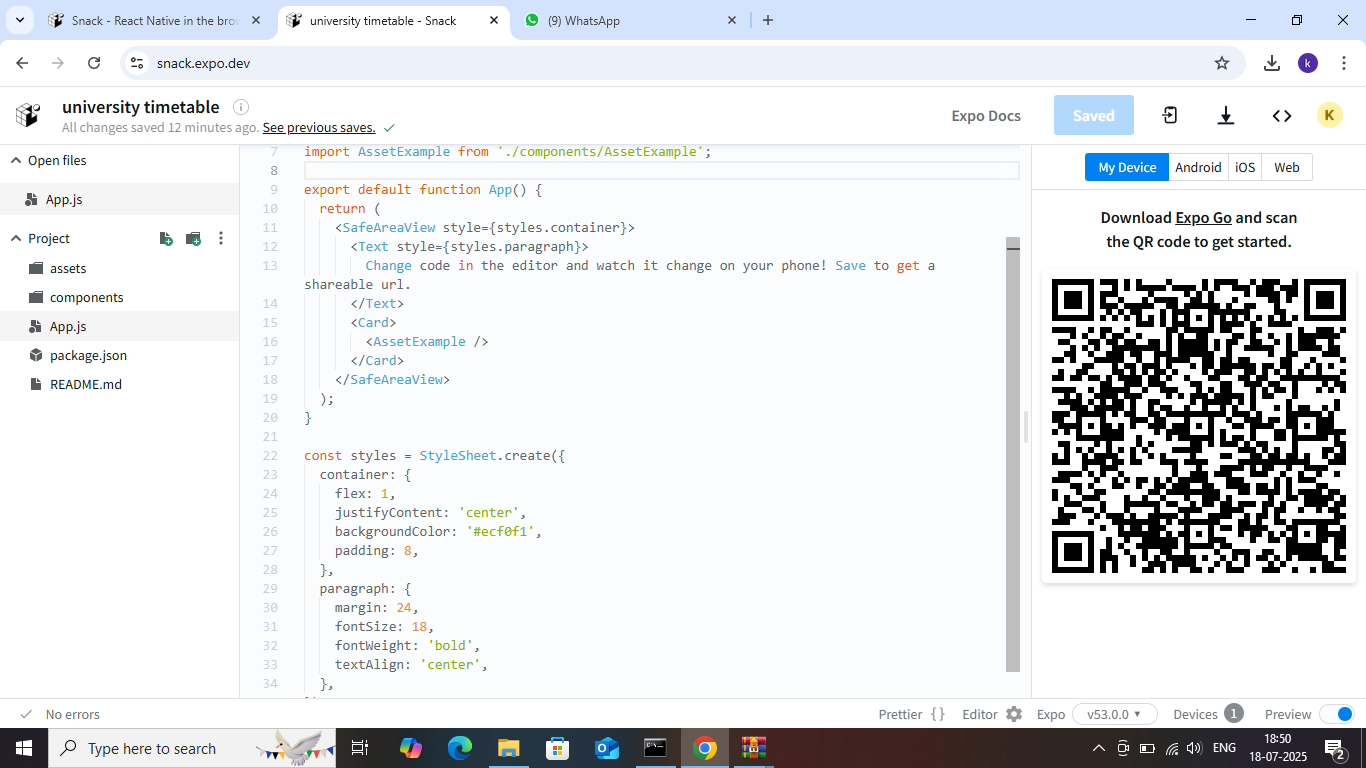 Snack - React Native in the bro
university timetable - Snack
(9) WhatsApp
snack.expo.dev
k
university timetable
All changes saved 12 minutes ago. See previous saves.
Expo Docs
Saved
K
Open files
App.js
Project
assets
components
App.js
package.json
README.md
7 import AssetExample from './components/AssetExample';
8
9 export default function App() {
10 return (
11 <SafeAreaView style={styles.container}>
12 <Text style={styles.paragraph}>
13 Change code in the editor and watch it change on your phone! Save to get a
shareable url.
14 </Text>
15 <Card>
16 <AssetExample />
17 </Card>
18 </SafeAreaView>
19 );
20 }
21
22 const styles = StyleSheet.create({
23 container: {
24 flex: 1,
25 justifyContent: 'center',
26 backgroundColor: '#ecf0f1',
27 padding: 8,
28 },
29 paragraph: {
30 margin: 24,
31 fontSize: 18,
32 fontWeight: 'bold',
33 textAlign: 'center',
34 },
My Device Android iOS Web
Download Expo Go and scan
the QR code to get started.
No errors
Prettier {} Editor Expo v53.0.0 Devices 1 Preview
Type here to search
ENG
18:50
18-07-2025
2